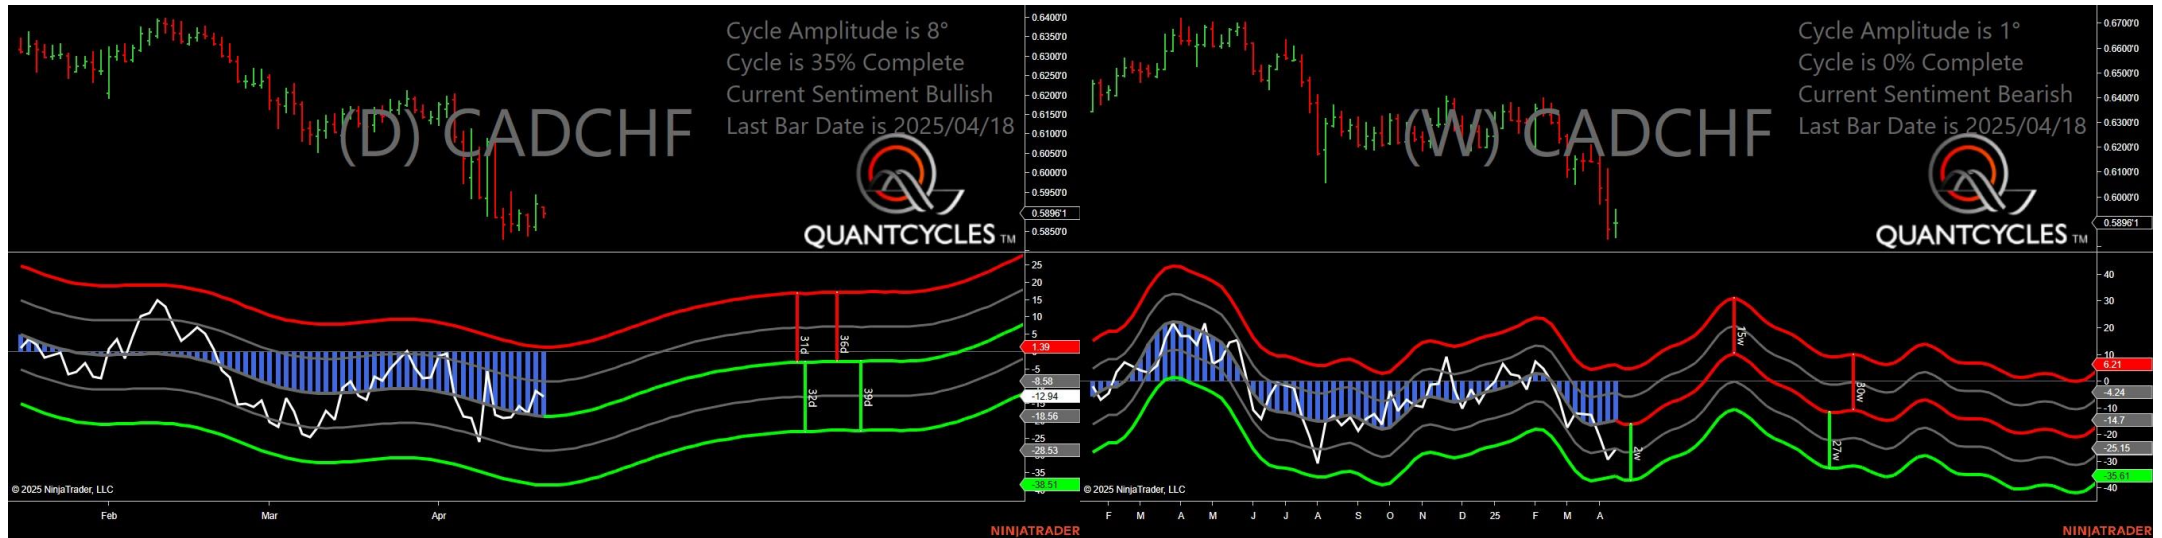 Cycle Amplitude is 8°
Cycle is 35% Complete
Current Sentiment Bullish
Last Bar Date is 2025/04/18
(D) CADCHF
QUANTCYCLES TM
0.6400'0
0.6350'0
0.6300'0
0.6250'0
0.6200'0
0.6150'0
0.6100'0
0.6050'0
0.6000'0
0.5950'0
0.5896'1
0.5850'0
25
20
15
10
5
1.39
-5
-8.58
-12.94
-18.56
-25
-28.53
-35
-38.51
31d
36d
32d
39d
© 2025 NinjaTrader, LLC
Feb
Mar
Apr
NINJATRADER
Cycle Amplitude is 1°
Cycle is 0% Complete
Current Sentiment Bearish
Last Bar Date is 2025/04/18
(W) CADCHF
QUANTCYCLES TM
0.6700'0
0.6600'0
0.6500'0
0.6400'0
0.6300'0
0.6200'0
0.6100'0
0.6000'0
0.5896'1
40
30
20
10
6.21
0
-4.24
-10
-14.7
-20
-25.15
-30
-35.61
-40
15w
30w
2w
27w
© 2025 NinjaTrader, LLC
F
M
A
M
J
J
A
S
O
N
D
25
F
M
A
NINJATRADER